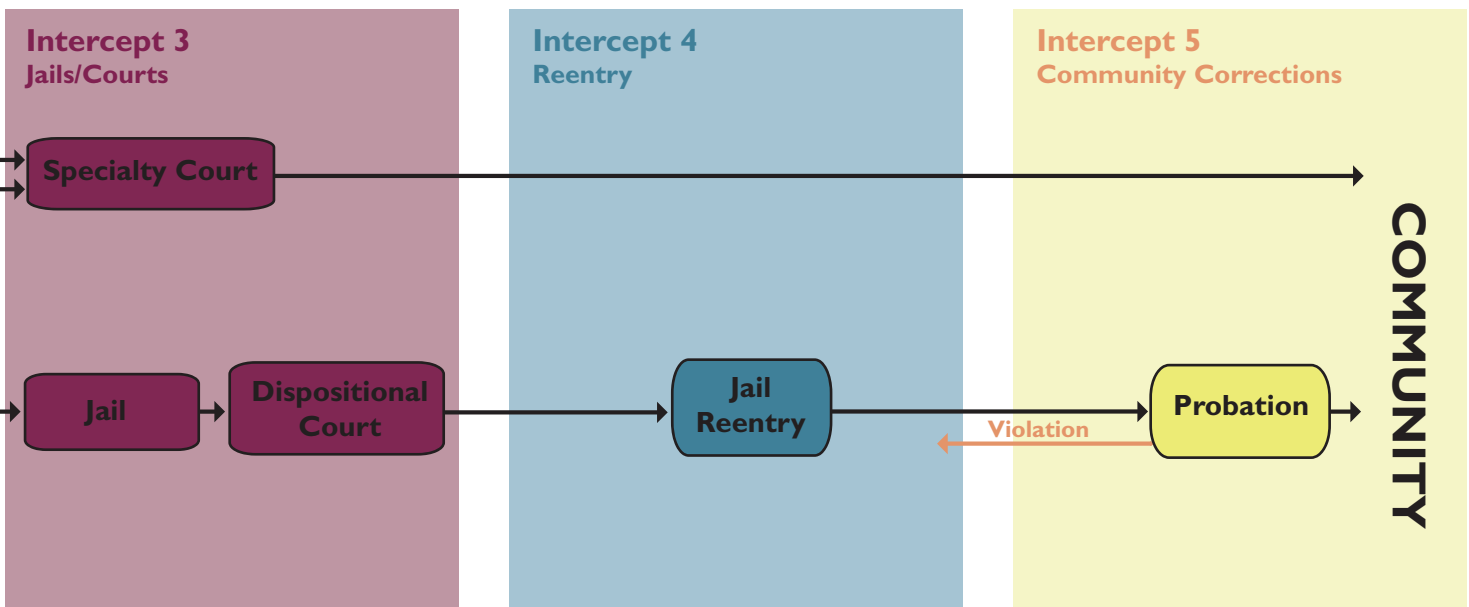 Intercept 3
Jails/Courts
Intercept 4
Reentry
Intercept 5
Community Corrections
Specialty Court
COMMUNITY
Jail
Dispositional
Court
Jail
Reentry
Violation
Probation